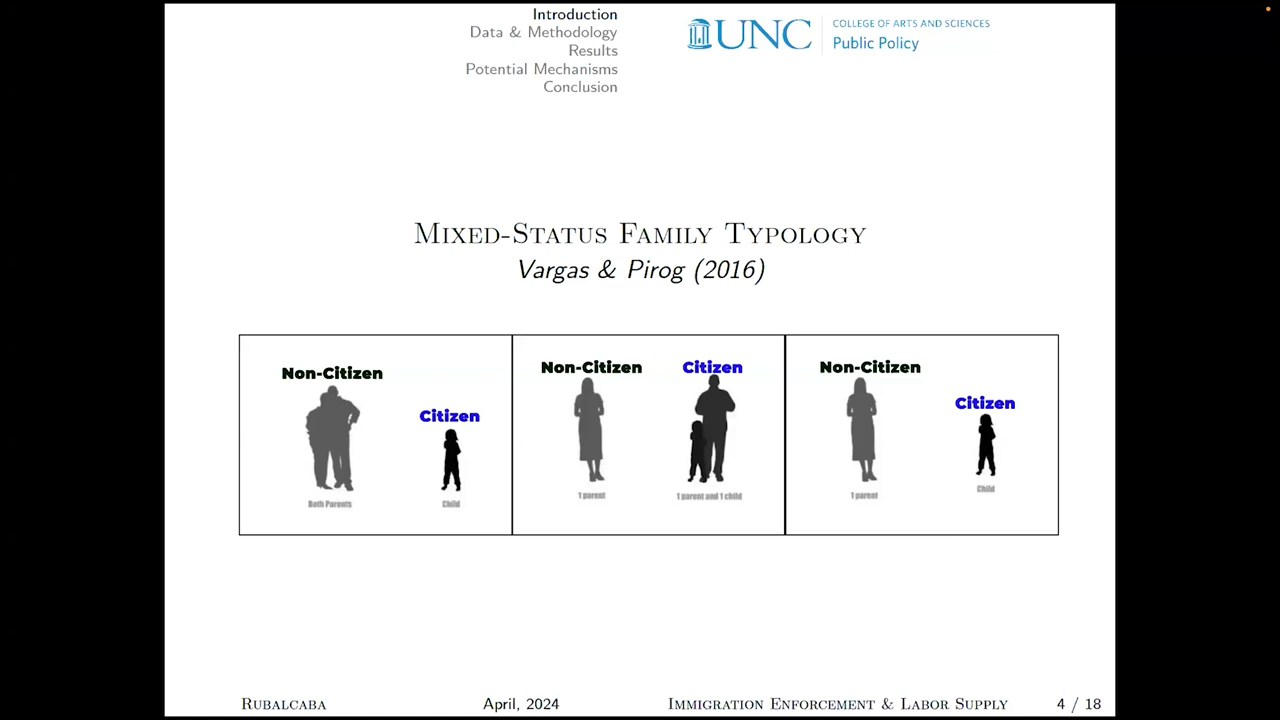 Introduction
Data & Methodology
Results
Potential Mechanisms
Conclusion
UNC
COLLEGE OF ARTS AND SCIENCES
Public Policy
Mixed-Status Family Typology
Vargas & Pirog (2016)
Non-Citizen
Citizen
Both Parents
Child
Non-Citizen
Citizen
1 parent
1 parent and 1 child
Non-Citizen
Citizen
1 parent
Child
Rubalcaba
April, 2024
Immigration Enforcement & Labor Supply
4 / 18